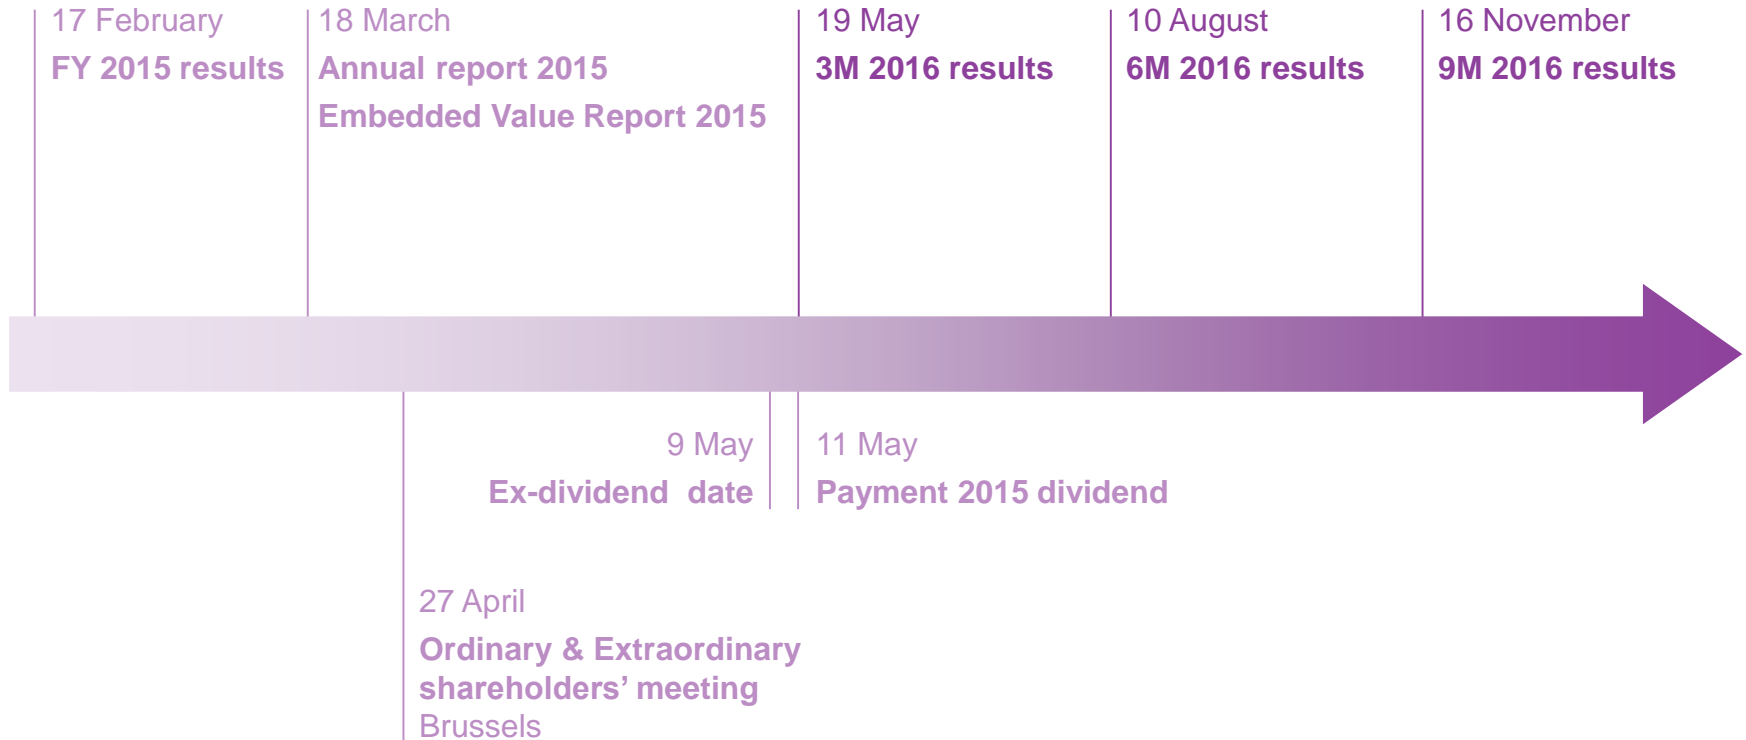 17 February
FY 2015 results
18 March
Annual report 2015
Embedded Value Report 2015
19 May
3M 2016 results
10 August
6M 2016 results
16 November
9M 2016 results
9 May
Ex-dividend  date
11 May
Payment 2015 dividend
27 April
Ordinary & Extraordinary
shareholders’ meeting
Brussels